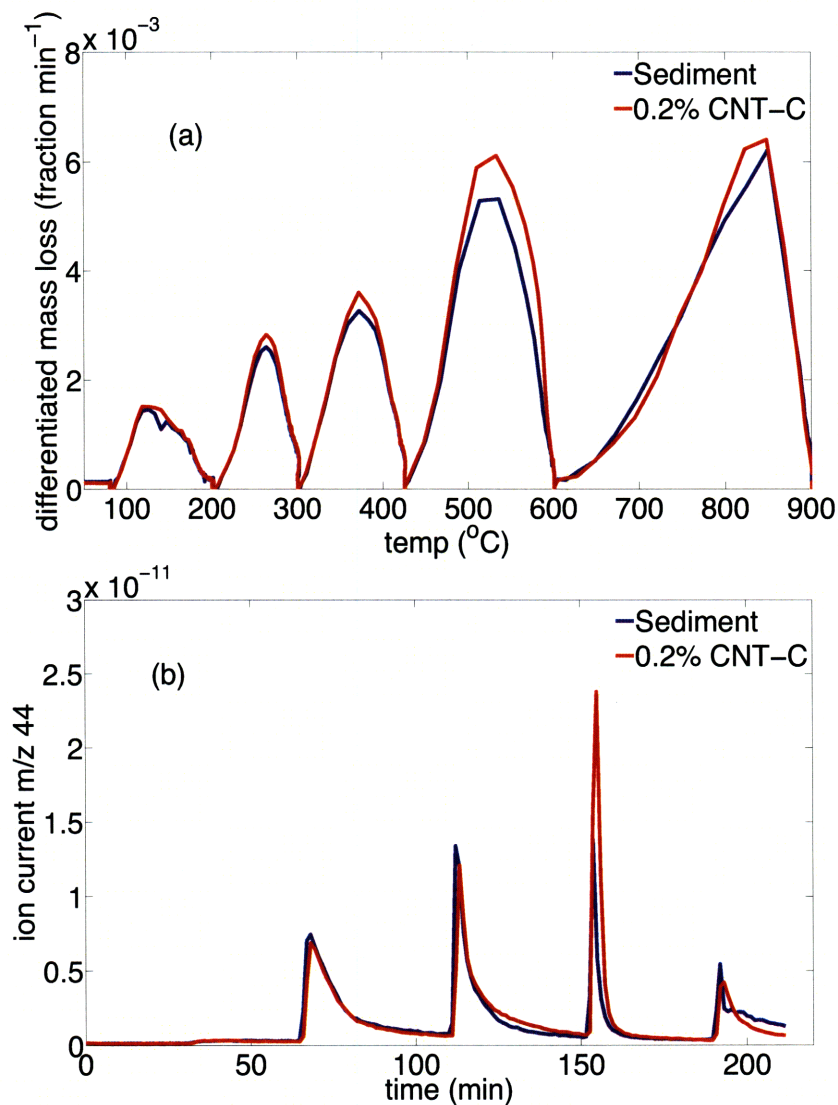 8
x 10⁻³
Sediment
0.2% CNT-C
(a)
6
4
2
0
differentiated mass loss (fraction min⁻¹)
100 200 300 400 500 600 700 800 900
temp (°C)
3
x 10⁻¹¹
Sediment
0.2% CNT-C
(b)
2.5
2
1.5
1
0.5
0
ion current m/z 44
0 50 100 150 200
time (min)